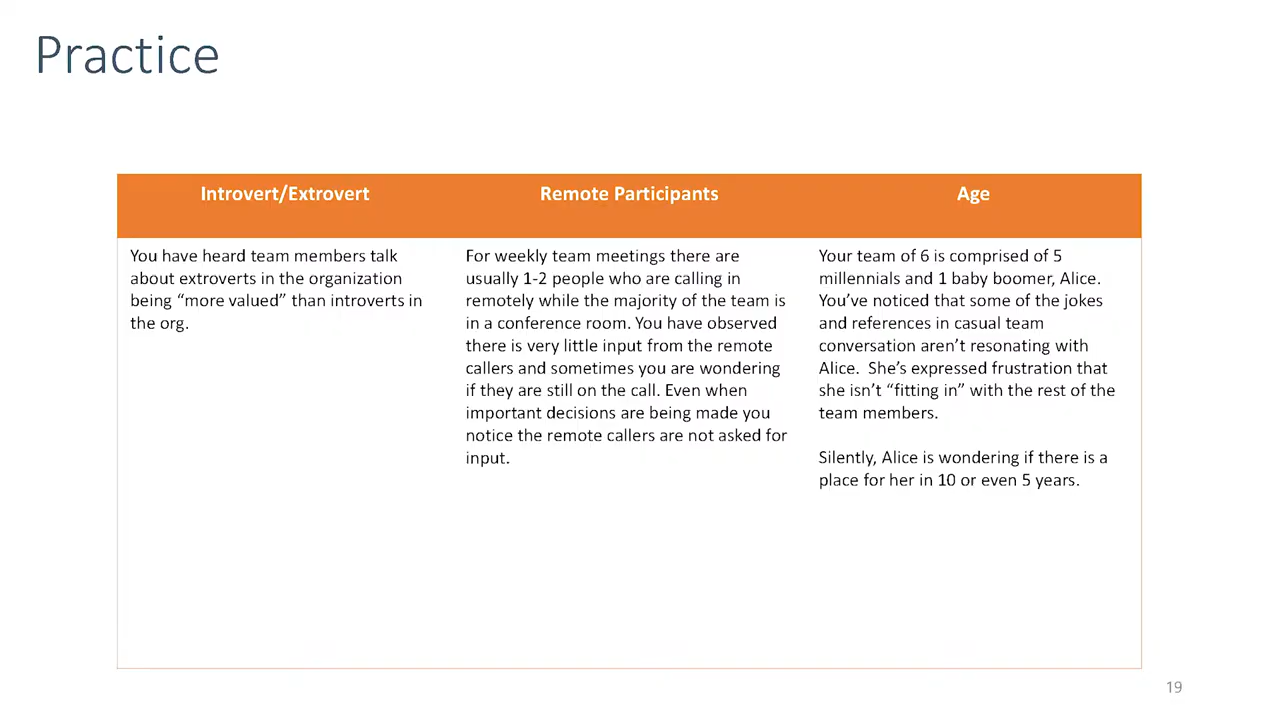 Practice
Introvert/Extrovert
Remote Participants
Age
You have heard team members talk
about extroverts in the organization
being “more valued” than introverts in
the org.
For weekly team meetings there are
usually 1-2 people who are calling in
remotely while the majority of the team is
in a conference room. You have observed
there is very little input from the remote
callers and sometimes you are wondering
if they are still on the call. Even when
important decisions are being made you
notice the remote callers are not asked for
input.
Your team of 6 is comprised of 5
millennials and 1 baby boomer, Alice.
You’ve noticed that some of the jokes
and references in casual team
conversation aren’t resonating with
Alice.  She’s expressed frustration that
she isn’t “fitting in” with the rest of the
team members.
Silently, Alice is wondering if there is a
place for her in 10 or even 5 years.
19